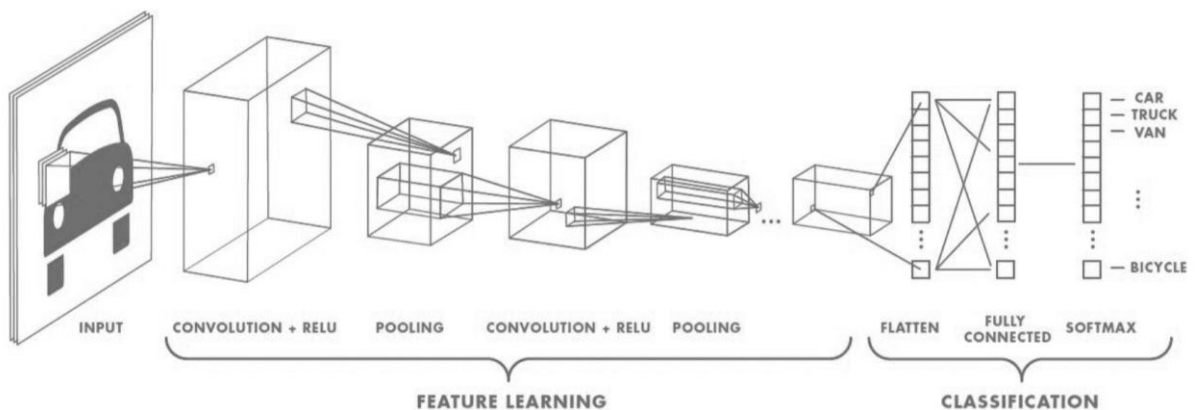 CAR
TRUCK
VAN
BICYCLE
INPUT
CONVOLUTION + RELU
POOLING
CONVOLUTION + RELU
POOLING
FLATTEN
FULLY
CONNECTED
SOFTMAX
FEATURE LEARNING
CLASSIFICATION